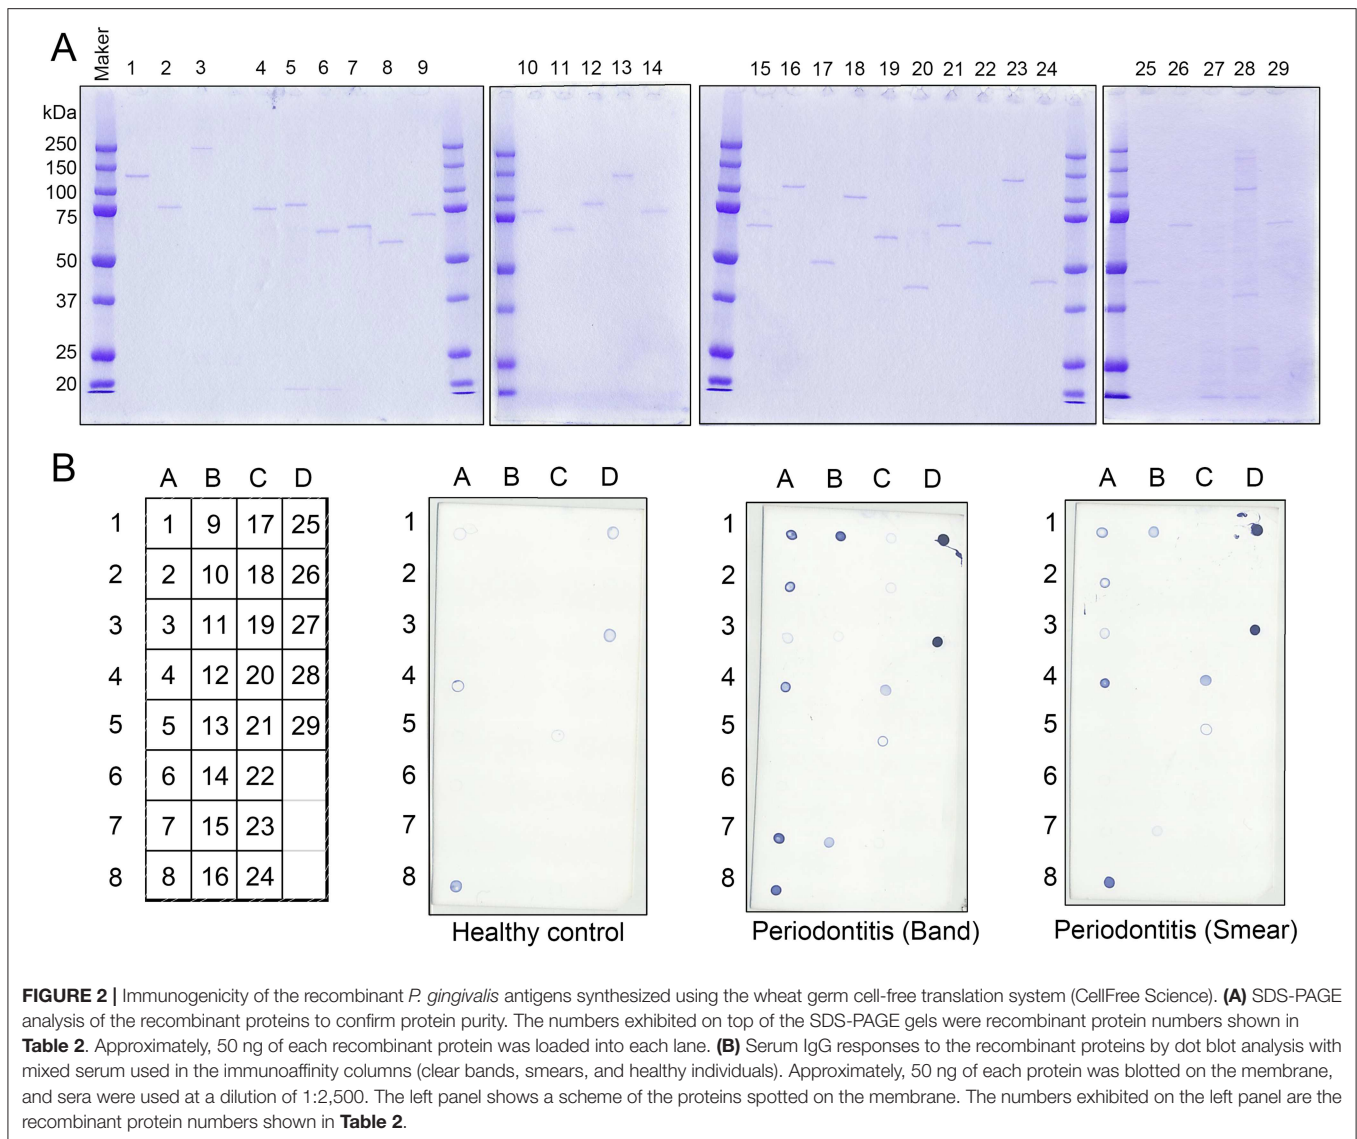 A
Maker
1 2 3 4 5 6 7 8 9 10 11 12 13 14 15 16 17 18 19 20 21 22 23 24 25 26 27 28 29
kDa
250
150
100
75
50
37
25
20
B
A B C D A B C D A B C D A B C D
1 1 9 17 25 1 1 1
2 2 10 18 26 2 2 2
3 3 11 19 27 3 3 3
4 4 12 20 28 4 4 4
5 5 13 21 29 5 5 5
6 6 14 22 6 6 6
7 7 15 23 7 7 7
8 8 16 24 8 8 8
Healthy control Periodontitis (Band) Periodontitis (Smear)
FIGURE 2 | Immunogenicity of the recombinant P. gingivalis antigens synthesized using the wheat germ cell-free translation system (CellFree Science). (A) SDS-PAGE
analysis of the recombinant proteins to confirm protein purity. The numbers exhibited on top of the SDS-PAGE gels were recombinant protein numbers shown in
Table 2. Approximately, 50 ng of each recombinant protein was loaded into each lane. (B) Serum IgG responses to the recombinant proteins by dot blot analysis with
mixed serum used in the immunoaffinity columns (clear bands, smears, and healthy individuals). Approximately, 50 ng of each protein was blotted on the membrane,
and sera were used at a dilution of 1:2,500. The left panel shows a scheme of the proteins spotted on the membrane. The numbers exhibited on the left panel are the
recombinant protein numbers shown in Table 2.